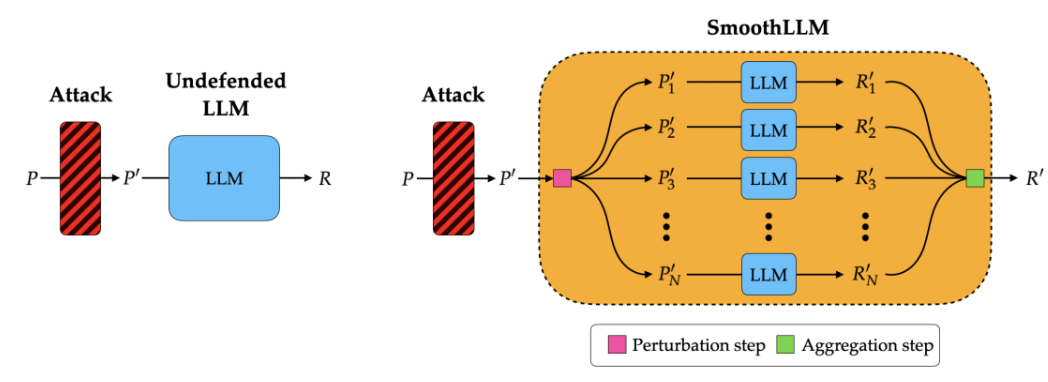 Attack
Undefended
LLM
P
P′
LLM
R
Attack
SmoothLLM
P
P′
P′1
LLM
R′1
P′2
LLM
R′2
P′3
LLM
R′3
P′N
LLM
R′N
R′
Perturbation step
Aggregation step